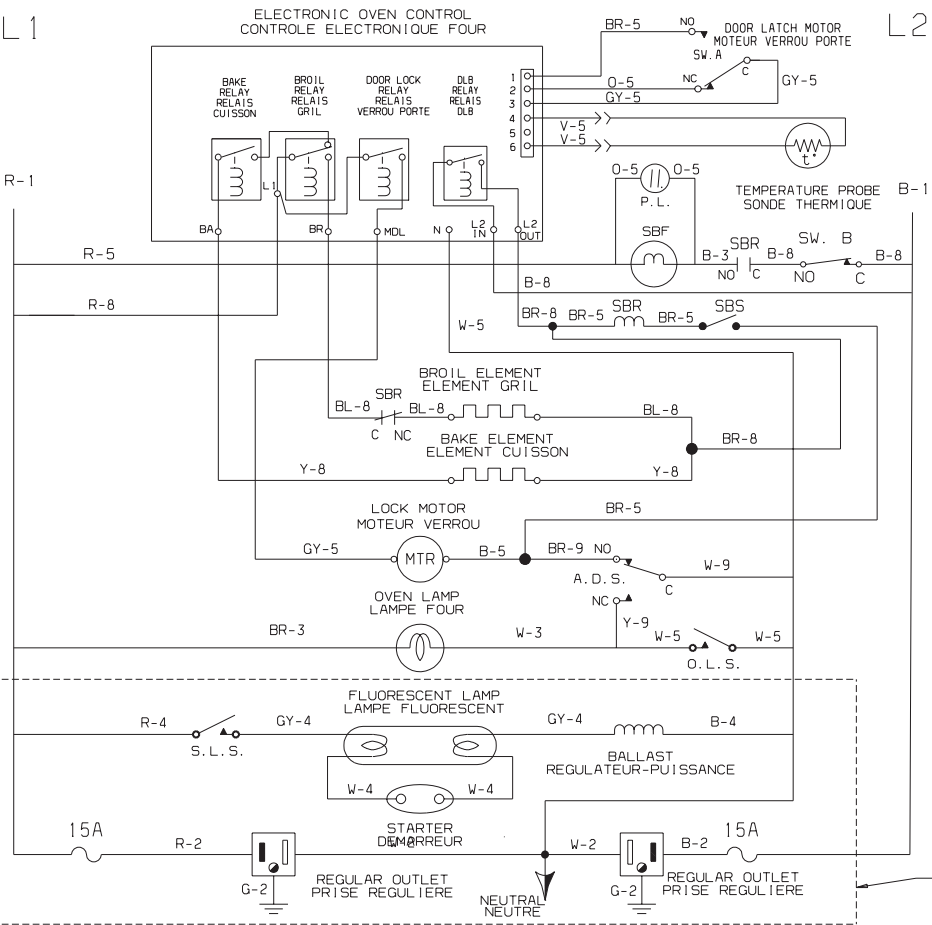 L1
ELECTRONIC OVEN CONTROL
CONTROLE ELECTRONIQUE FOUR
L2
BR-5
NO
DOOR LATCH MOTOR
MOTEUR VERROU PORTE
SW.A
C
NC
GY-5
BAKE
RELAY
RELAIS
CUISSON
BROIL
RELAY
RELAIS
GRIL
DOOR LOCK
RELAY
RELAIS
VERROU PORTE
DLB
RELAY
RELAIS
DLB
1
2
3
4
5
6
O-5
GY-5
V-5
V-5
t°
R-1
L1
O-5
O-5
P.L.
TEMPERATURE PROBE
SONDE THERMIQUE
B-1
BA
BR
MDL
N
L2
IN
L2
OUT
SBF
R-5
B-3
SBR
NO
C
B-8
SW. B
NO
C
B-8
B-8
R-8
W-5
BR-8
BR-5
SBR
BR-5
SBS
BROIL ELEMENT
ELEMENT GRIL
SBR
BL-8
BL-8
C
NC
BL-8
BAKE ELEMENT
ELEMENT CUISSON
BR-8
Y-8
Y-8
LOCK MOTOR
MOTEUR VERROU
BR-5
GY-5
MTR
B-5
BR-9
NO
A.D.S.
C
W-9
NC
OVEN LAMP
LAMPE FOUR
BR-3
W-3
Y-9
W-5
W-5
O.L.S.
FLUORESCENT LAMP
LAMPE FLUORESCENT
R-4
GY-4
S.L.S.
GY-4
B-4
BALLAST
REGULATEUR-PUISSANCE
W-4
W-4
STARTER
DEMARREUR
W-2
15A
R-2
W-2
B-2
15A
REGULAR OUTLET
PRISE REGULIERE
G-2
NEUTRAL
NEUTRE
G-2
REGULAR OUTLET
PRISE REGULIERE